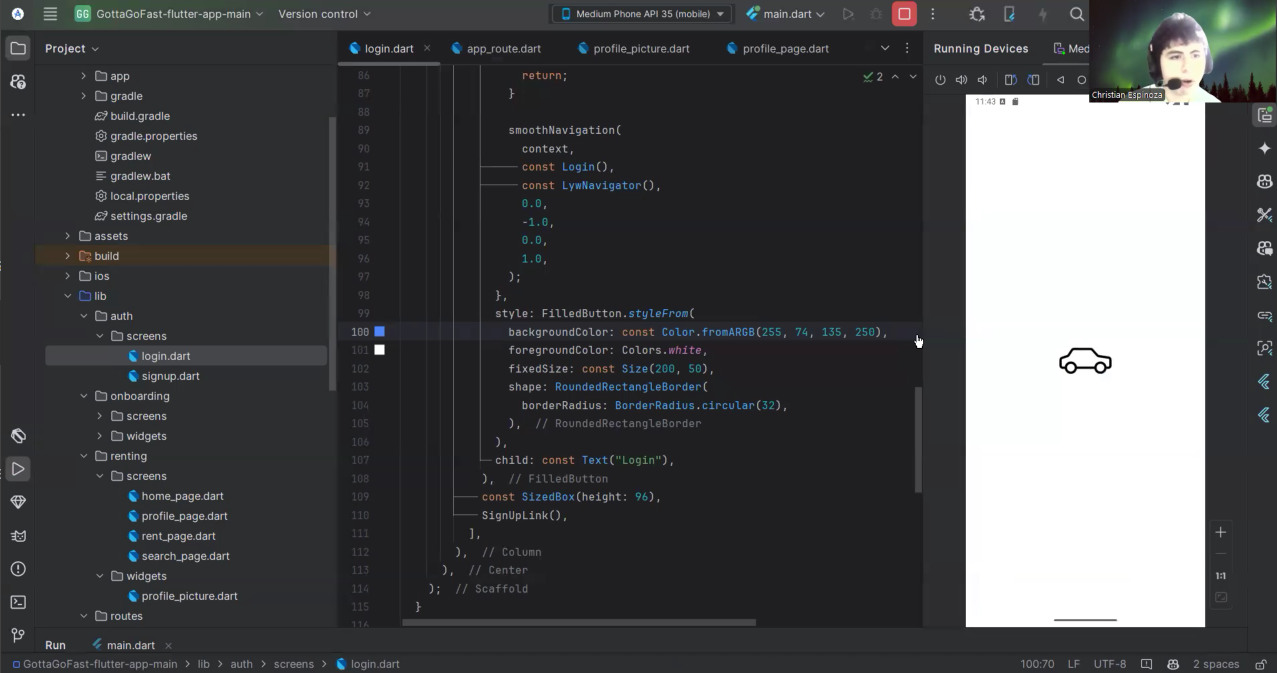 GG GottaGoFast-flutter-app-main Version control Medium Phone API 35 (mobile) main.dart
Project
login.dart app_route.dart profile_picture.dart profile_page.dart
Running Devices Med
Christian Espinoza
app
gradle
build.gradle
gradle.properties
gradlew
gradlew.bat
local.properties
settings.gradle
assets
build
ios
lib
auth
screens
login.dart
signup.dart
onboarding
screens
widgets
renting
screens
home_page.dart
profile_page.dart
rent_page.dart
search_page.dart
widgets
profile_picture.dart
routes
2
86 return;
87 }
88
89 smoothNavigation(
90 context,
91 const Login(),
92 const LywNavigator(),
93 0.0,
94 -1.0,
95 0.0,
96 1.0,
97 );
98 },
99 style: FilledButton.styleFrom(
100 backgroundColor: const Color.fromARGB(255, 74, 135, 250),
101 foregroundColor: Colors.white,
102 fixedSize: const Size(200, 50),
103 shape: RoundedRectangleBorder(
104 borderRadius: BorderRadius.circular(32),
105 ), // RoundedRectangleBorder
106 ),
107 child: const Text("Login"),
108 ), // FilledButton
109 const SizedBox(height: 96),
110 SignUpLink(),
111 ],
112 ), // Column
113 ), // Center
114 ); // Scaffold
115 }
116
11:43
1:1
Run main.dart
GottaGoFast-flutter-app-main lib auth screens login.dart
100:70 LF UTF-8 2 spaces